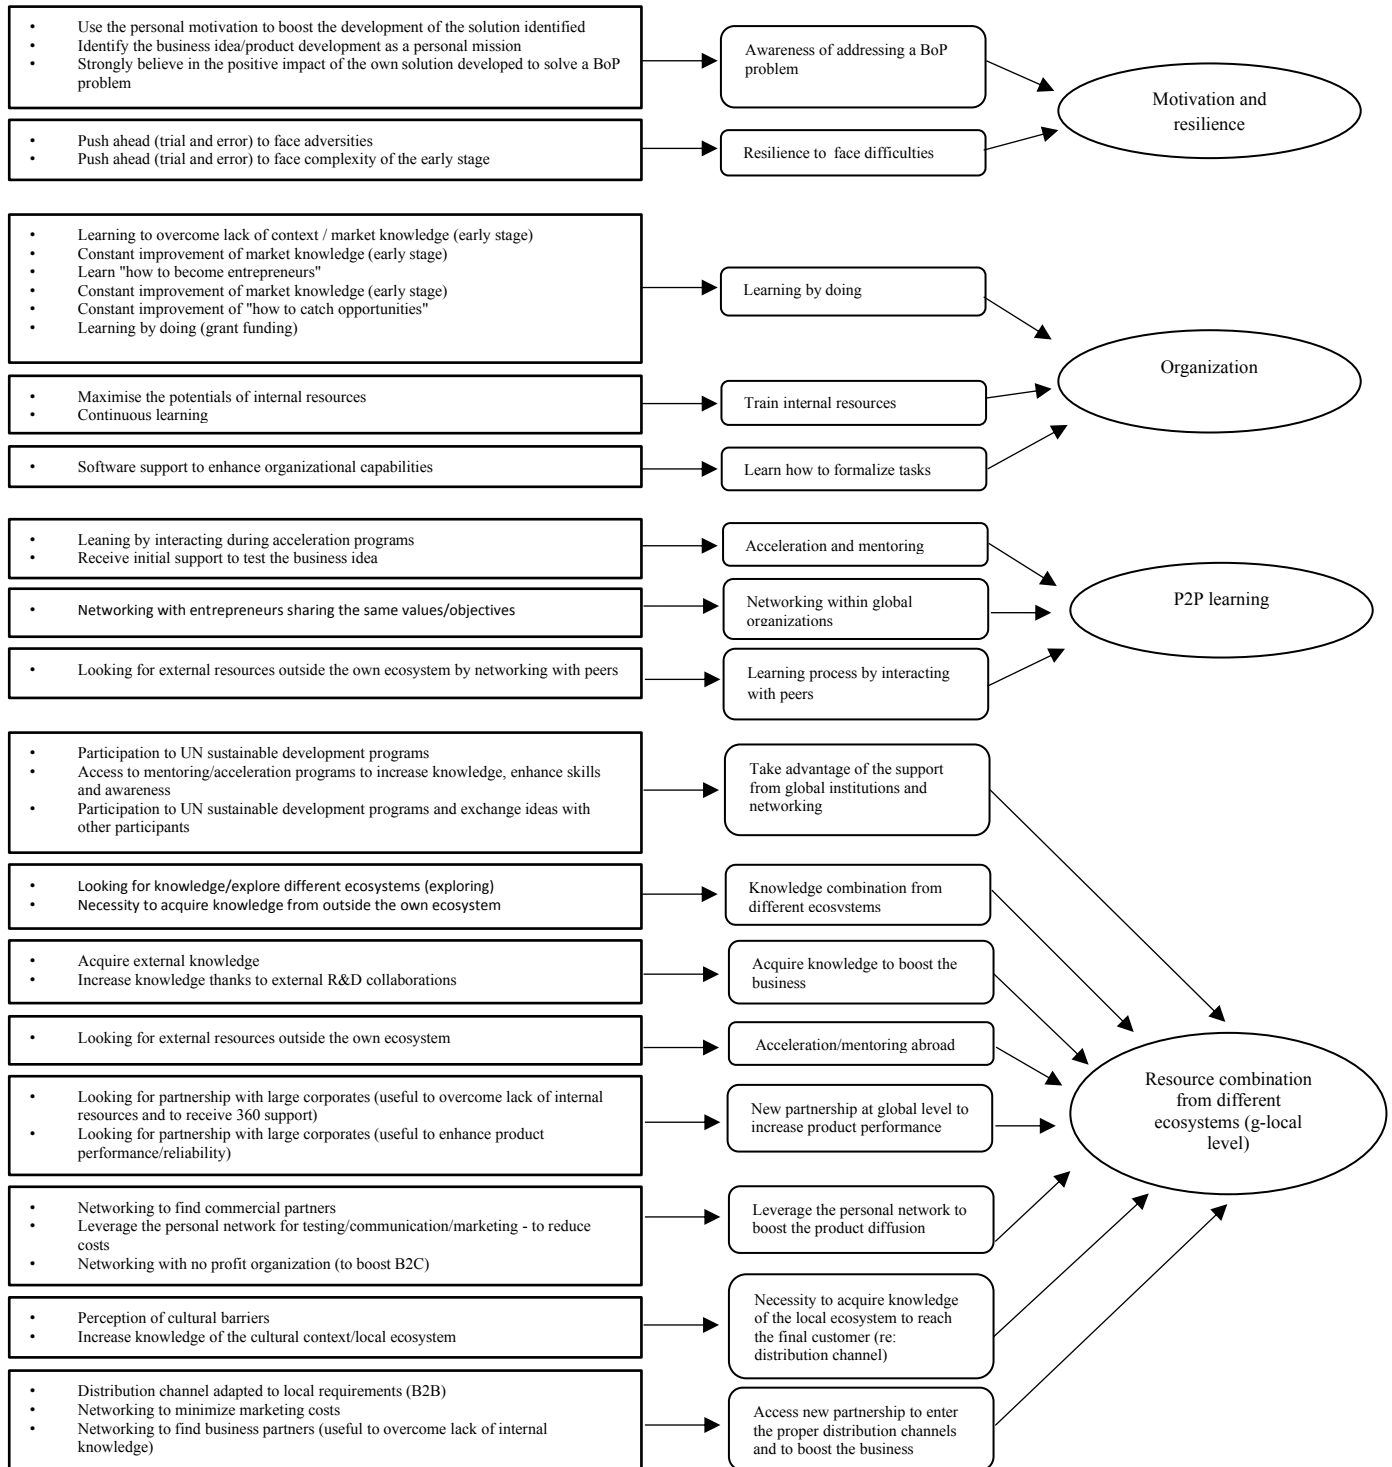 • Use the personal motivation to boost the development of the solution identified
• Identify the business idea/product development as a personal mission
• Strongly believe in the positive impact of the own solution developed to solve a BoP
problem
Awareness of addressing a BoP
problem
Motivation and
resilience
• Push ahead (trial and error) to face adversities
• Push ahead (trial and error) to face complexity of the early stage
Resilience to face difficulties
• Learning to overcome lack of context / market knowledge (early stage)
• Constant improvement of market knowledge (early stage)
• Learn "how to become entrepreneurs"
• Constant improvement of market knowledge (early stage)
• Constant improvement of "how to catch opportunities"
• Learning by doing (grant funding)
Learning by doing
Organization
• Maximise the potentials of internal resources
• Continuous learning
Train internal resources
• Software support to enhance organizational capabilities
Learn how to formalize tasks
• Leaning by interacting during acceleration programs
• Receive initial support to test the business idea
Acceleration and mentoring
P2P learning
• Networking with entrepreneurs sharing the same values/objectives
Networking within global
organizations
• Looking for external resources outside the own ecosystem by networking with peers
Learning process by interacting
with peers
• Participation to UN sustainable development programs
• Access to mentoring/acceleration programs to increase knowledge, enhance skills
and awareness
• Participation to UN sustainable development programs and exchange ideas with
other participants
Take advantage of the support
from global institutions and
networking
• Looking for knowledge/explore different ecosystems (exploring)
• Necessity to acquire knowledge from outside the own ecosystem
Knowledge combination from
different ecosystems
• Acquire external knowledge
• Increase knowledge thanks to external R&D collaborations
Acquire knowledge to boost the
business
• Looking for external resources outside the own ecosystem
Acceleration/mentoring abroad
Resource combination
from different
ecosystems (g-local
level)
• Looking for partnership with large corporates (useful to overcome lack of internal
resources and to receive 360 support)
• Looking for partnership with large corporates (useful to enhance product
performance/reliability)
New partnership at global level to
increase product performance
• Networking to find commercial partners
• Leverage the personal network for testing/communication/marketing - to reduce
costs
• Networking with no profit organization (to boost B2C)
Leverage the personal network to
boost the product diffusion
• Perception of cultural barriers
• Increase knowledge of the cultural context/local ecosystem
Necessity to acquire knowledge
of the local ecosystem to reach
the final customer (re:
distribution channel)
• Distribution channel adapted to local requirements (B2B)
• Networking to minimize marketing costs
• Networking to find business partners (useful to overcome lack of internal
knowledge)
Access new partnership to enter
the proper distribution channels
and to boost the business